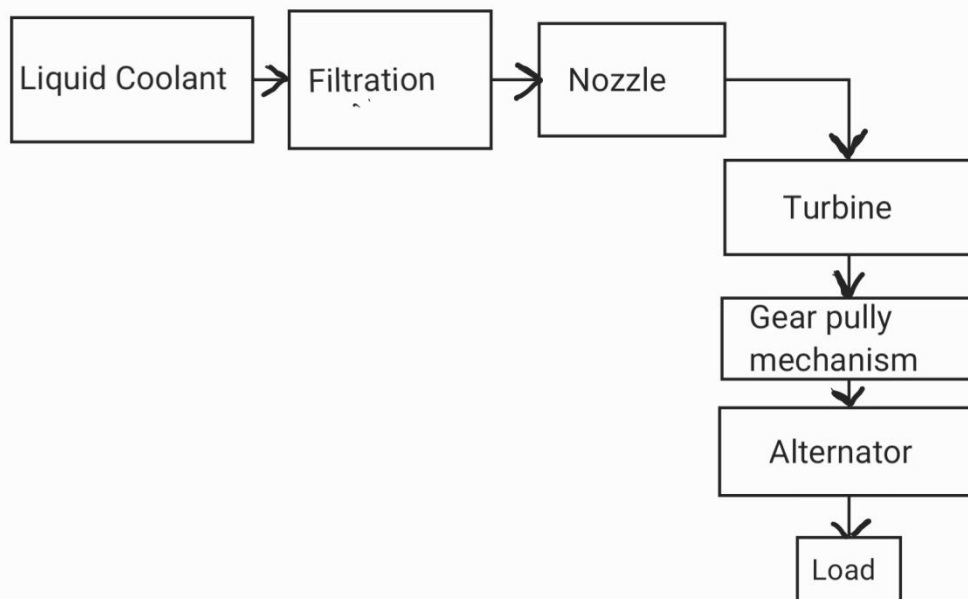 Liquid Coolant
Filtration
Nozzle
Turbine
Gear pully
mechanism
Alternator
Load